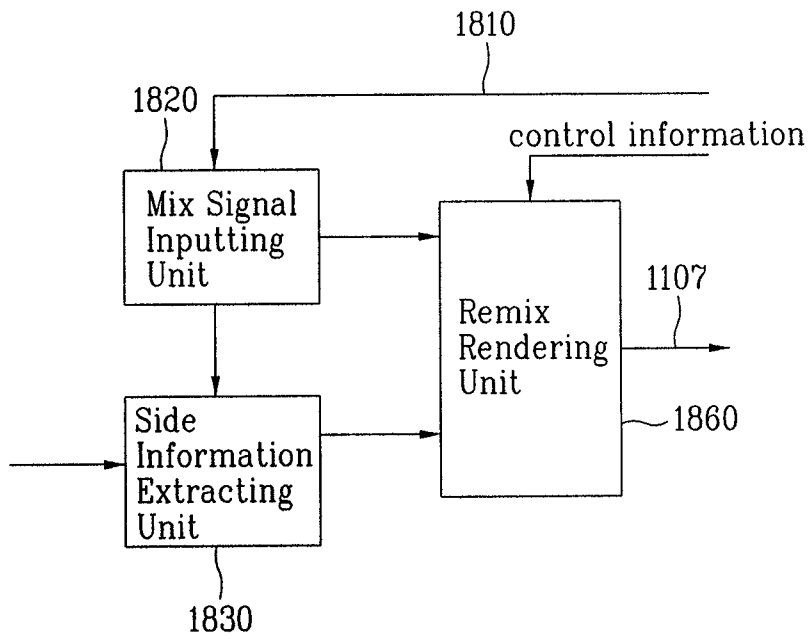 1810
1820
control information
Mix Signal
Inputting
Unit
1107
Remix
Rendering
Unit
1860
Side
Information
Extracting
Unit
1830